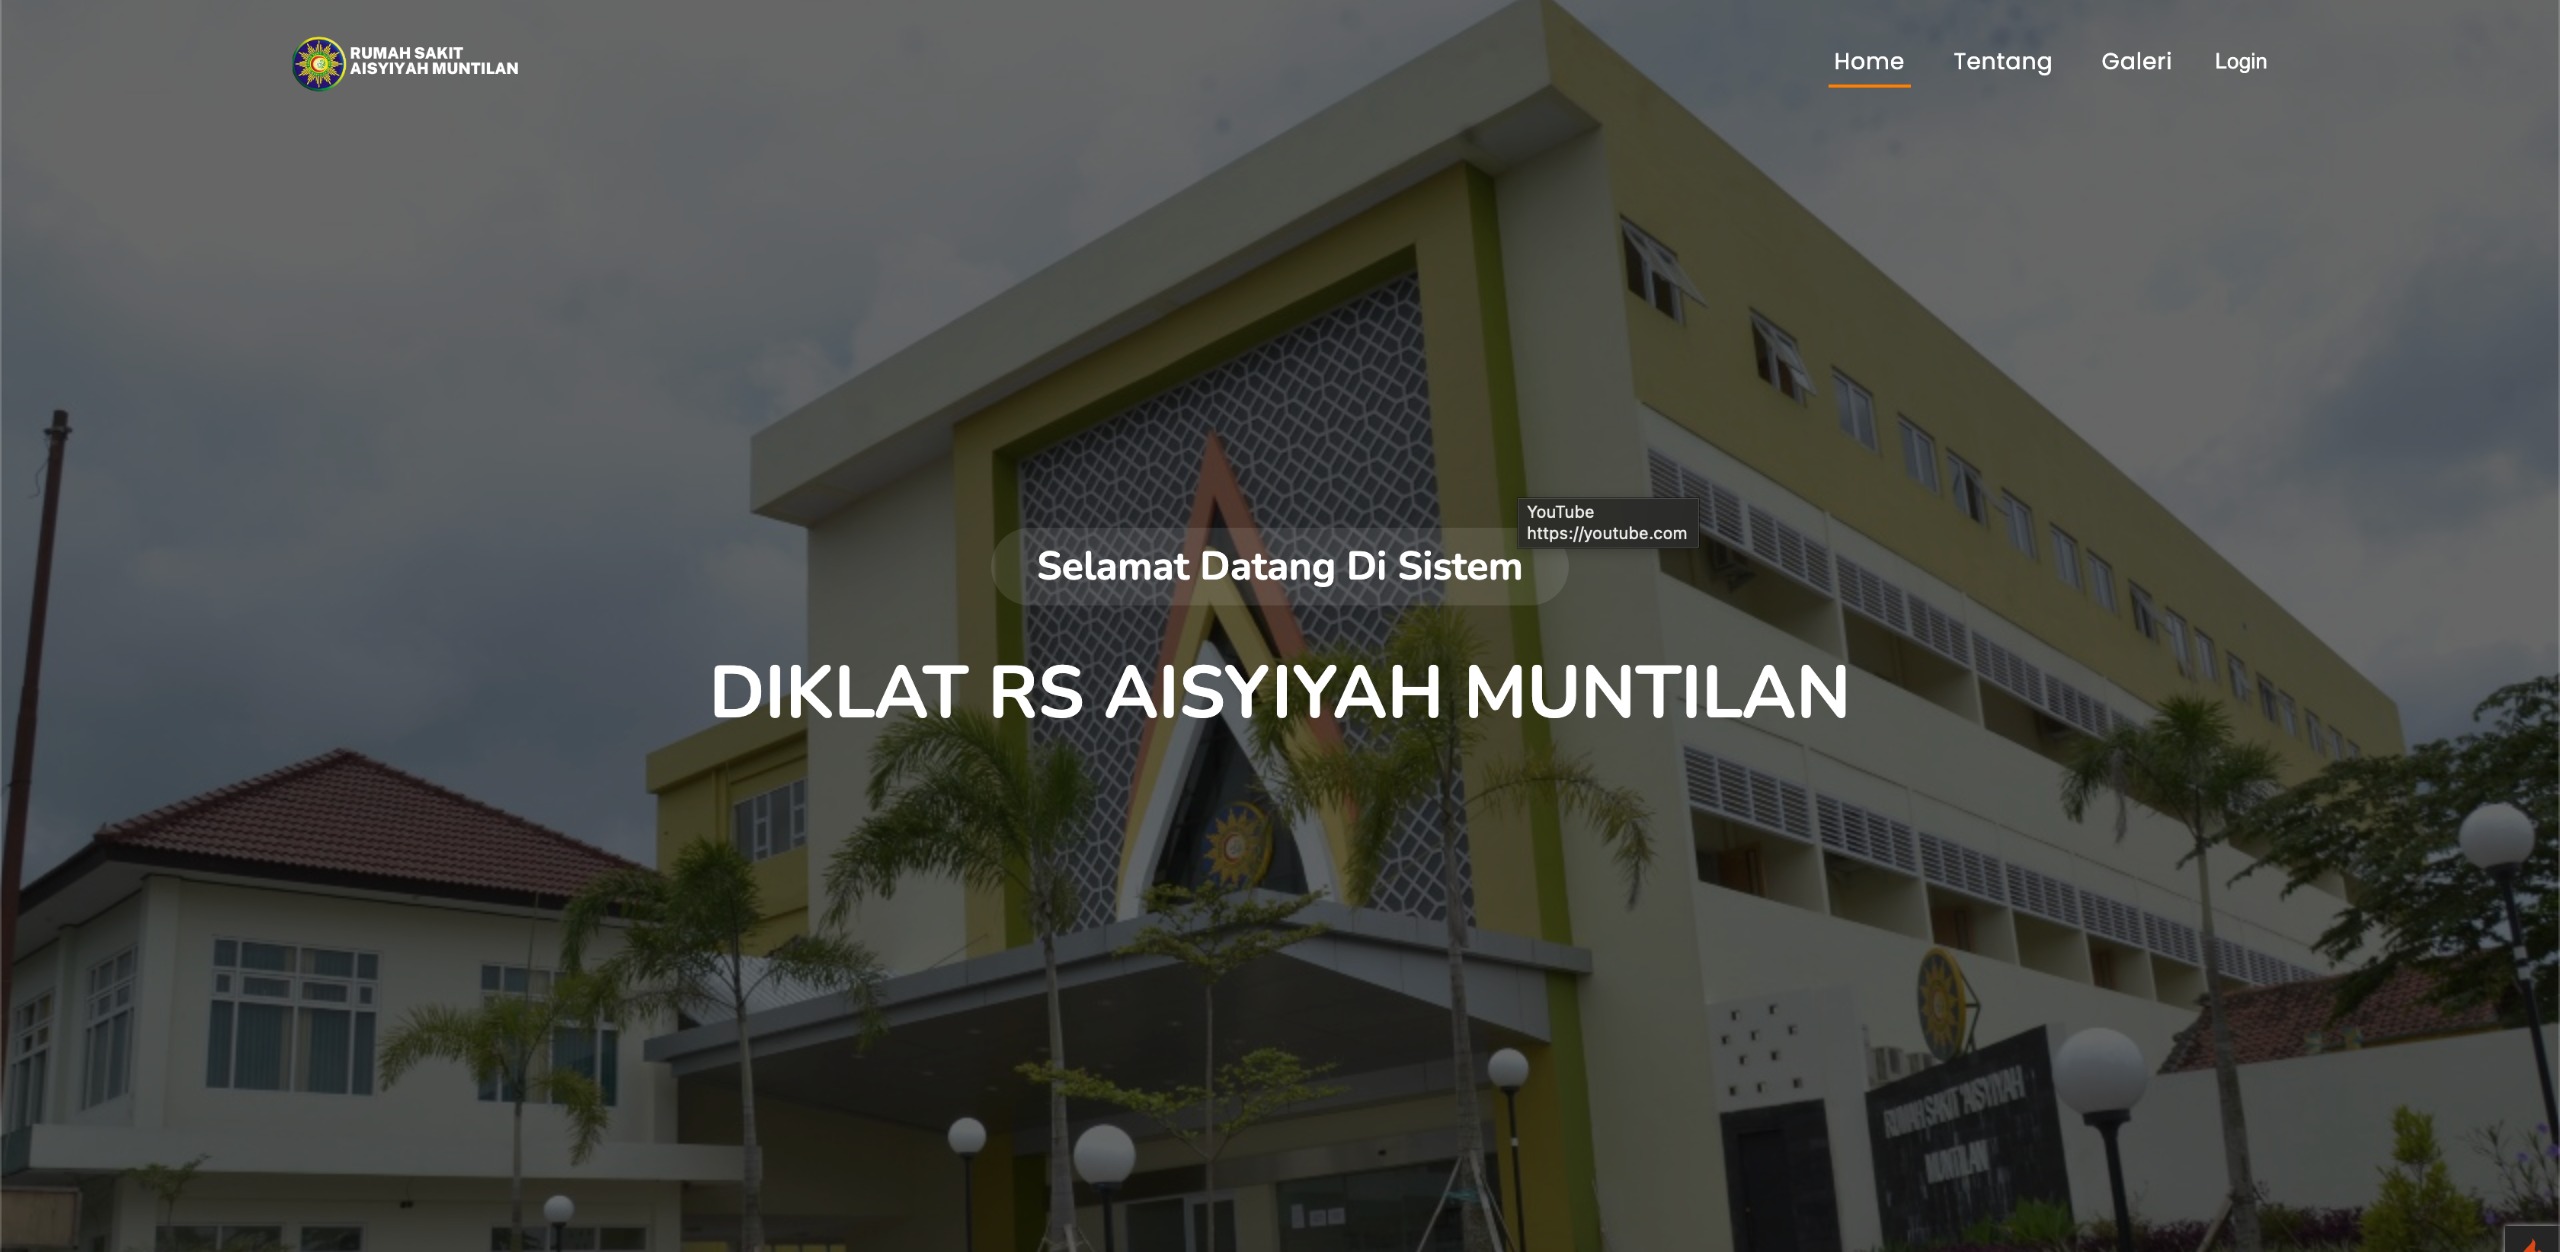 RUMAH SAKIT
AISYIYAH MUNTILAN
Home
Tentang
Galeri
Login
YouTube
https://youtube.com
Selamat Datang Di Sistem
DIKLAT RS AISYIYAH MUNTILAN
RUMAH SAKIT 'AISYIYAH
MUNTILAN